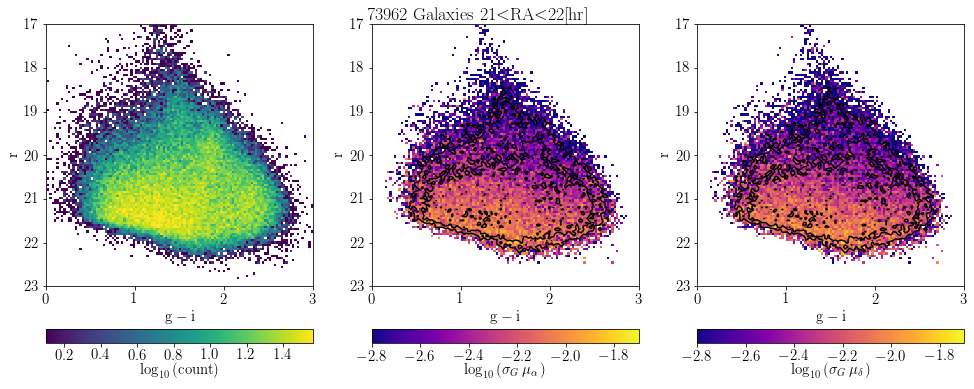 73962 Galaxies 21<RA<22[hr]
17
18
19
20
21
22
23
r
0 1 2 3
g − i
0.2 0.4 0.6 0.8 1.0 1.2 1.4
log10 (count)
17
18
19
20
21
22
23
r
0 1 2 3
g − i
−2.8 −2.6 −2.4 −2.2 −2.0 −1.8
log10 (σG μα)
17
18
19
20
21
22
23
r
0 1 2 3
g − i
−2.8 −2.6 −2.4 −2.2 −2.0 −1.8
log10 (σG μδ)